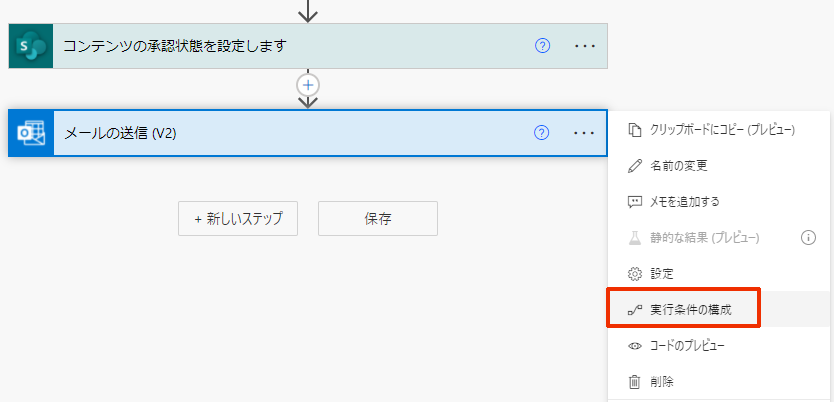 コンテンツの承認状態を設定します
メールの送信 (V2)
+ 新しいステップ
保存
クリップボードにコピー (プレビュー)
名前の変更
メモを追加する
静的な結果 (プレビュー)
設定
実行条件の構成
コードのプレビュー
削除